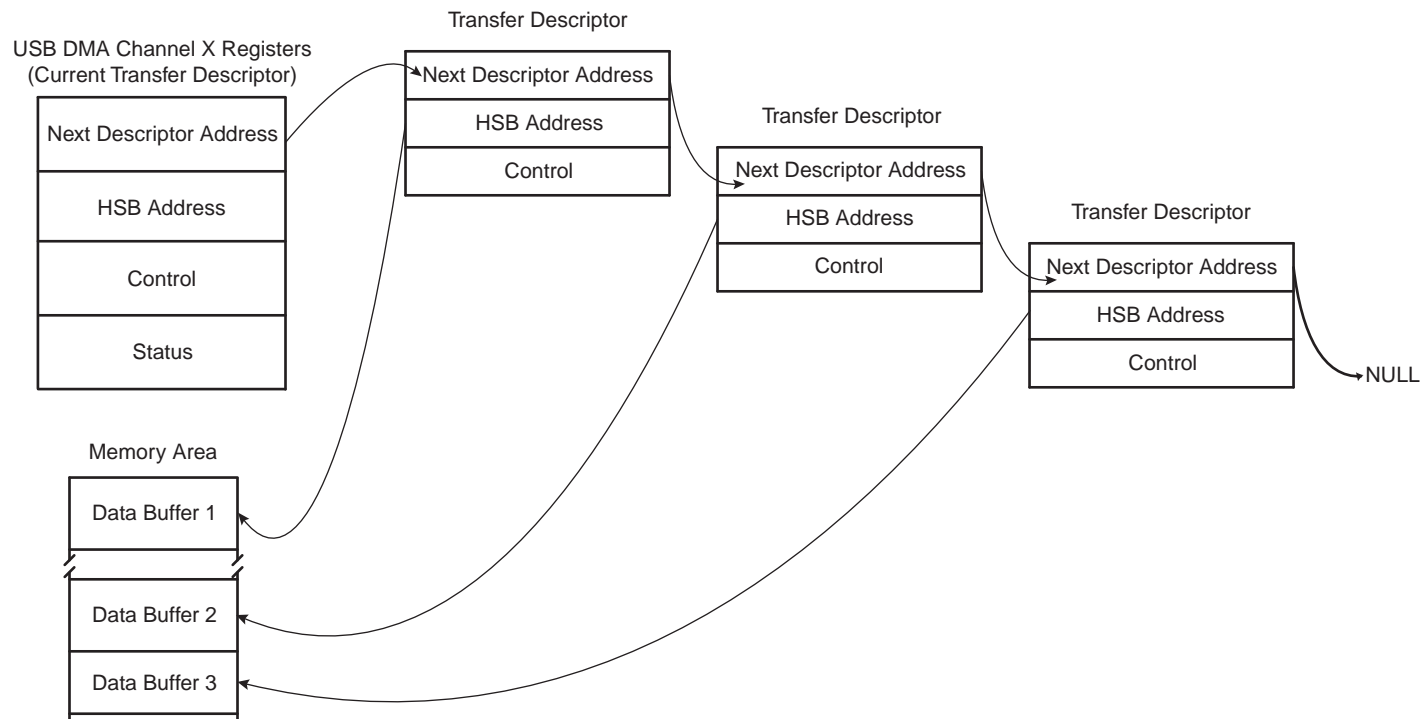 USB DMA Channel X Registers
(Current Transfer Descriptor)
Next Descriptor Address
HSB Address
Control
Status
Transfer Descriptor
Next Descriptor Address
HSB Address
Control
Transfer Descriptor
Next Descriptor Address
HSB Address
Control
Transfer Descriptor
Next Descriptor Address
HSB Address
Control
NULL
Memory Area
Data Buffer 1
Data Buffer 2
Data Buffer 3